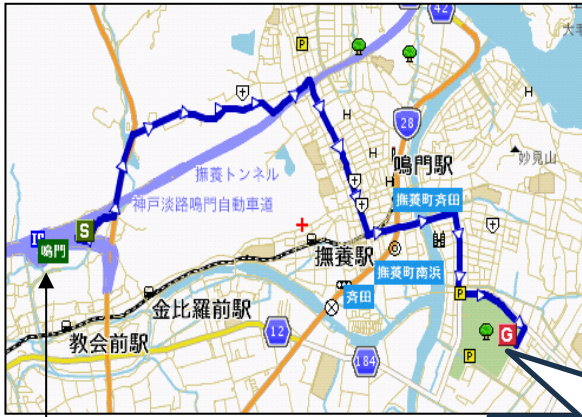 42
P
大毛
28
H
H
H
妙見山
鳴門駅
撫養トンネル
神戸淡路鳴門自動車道
撫養町斉田
S
IC
鳴門
撫養駅
撫養町南浜
斉田
P
金比羅前駅
教会前駅
12
184
G
P